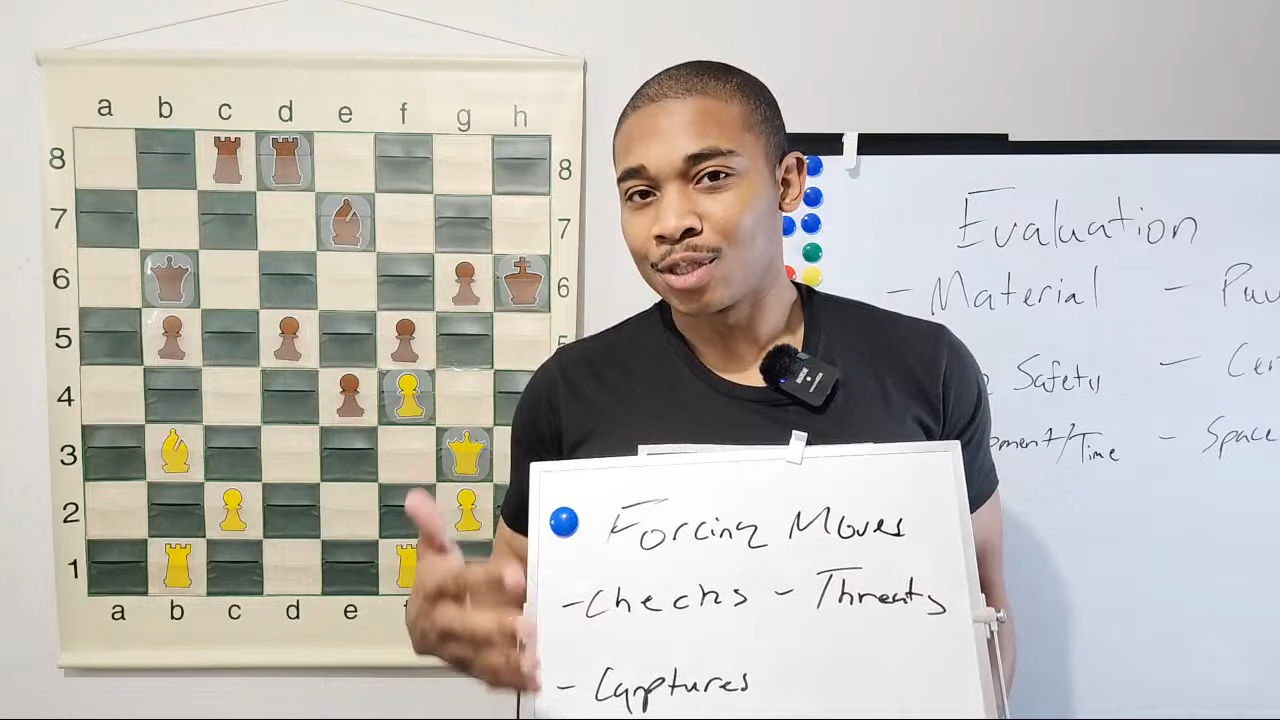 a b c d e f g h
8 8
7 7
6 6
5
4
3
2
1
a b c d e
Evaluation
- Material -
Safety -
/Time - Space
Forcing Moves
- Checks - Threats
- Captures